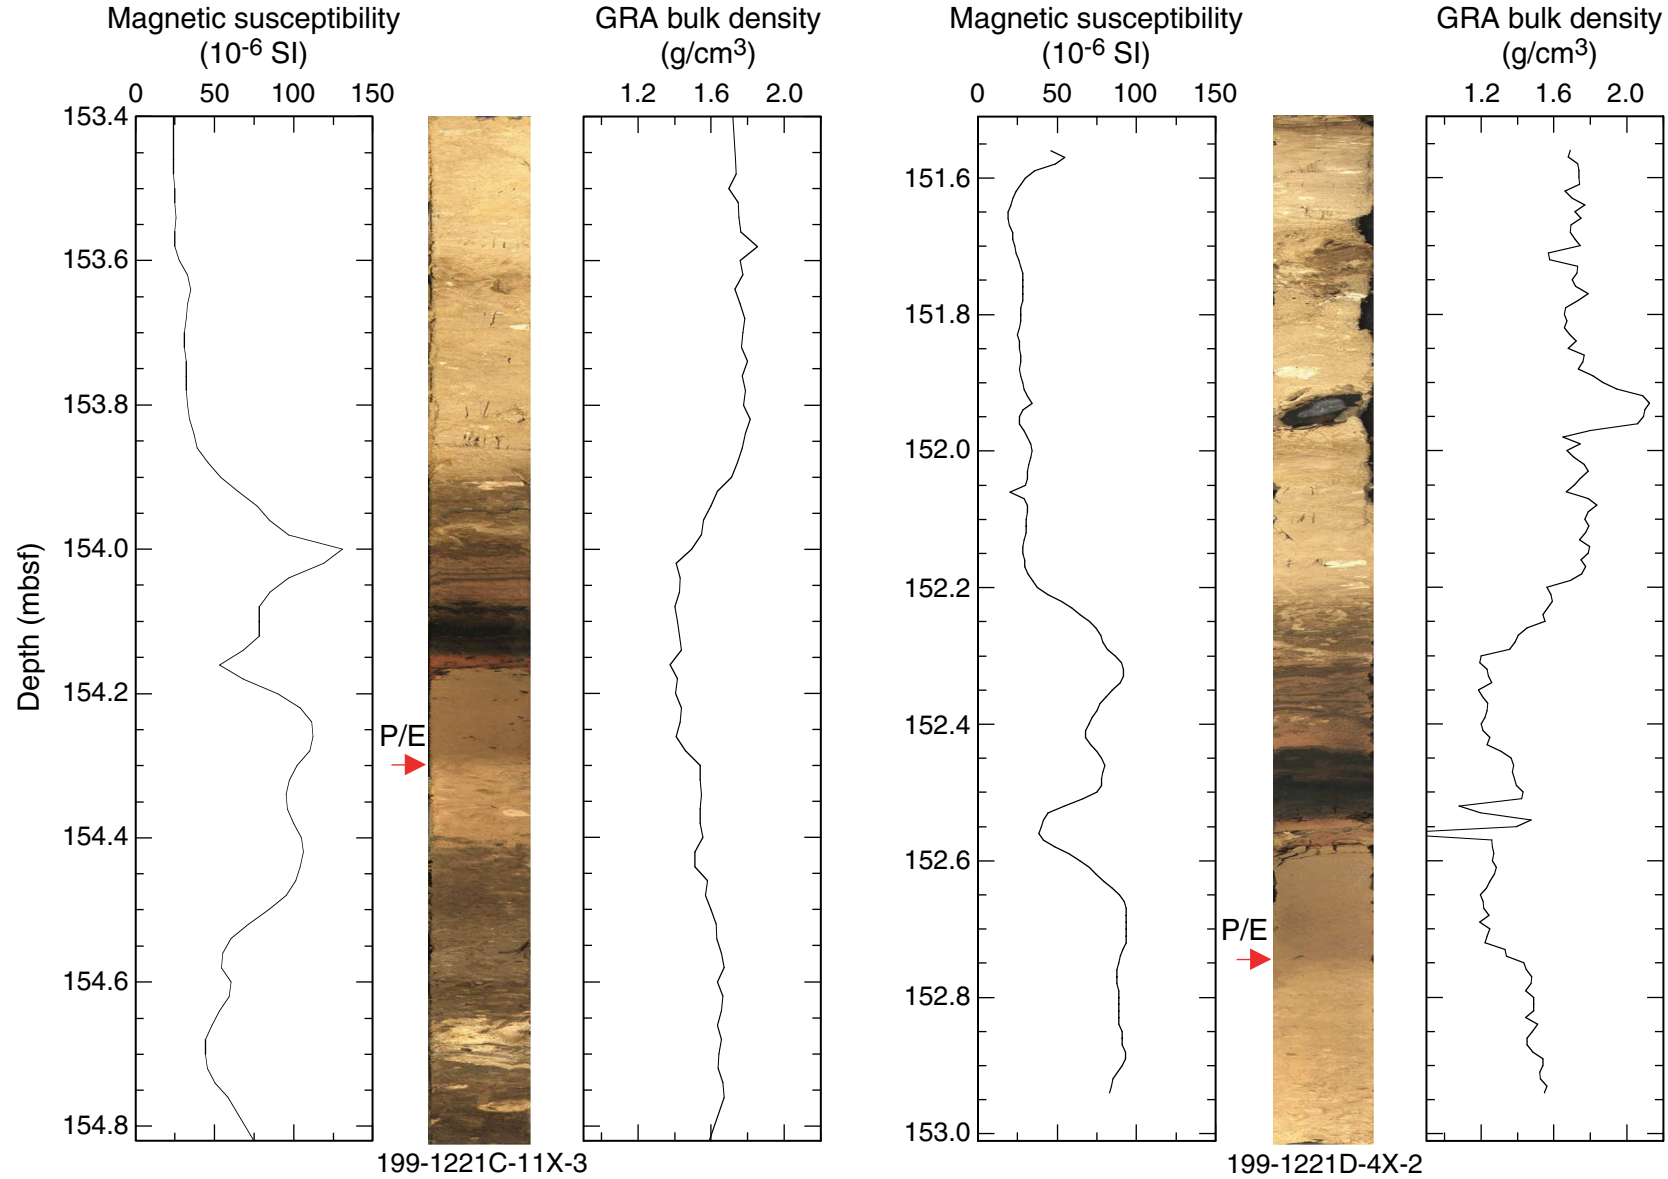 Magnetic susceptibility
(10-6 SI)
0 50 100 150
GRA bulk density
(g/cm3)
1.2 1.6 2.0
Magnetic susceptibility
(10-6 SI)
0 50 100 150
GRA bulk density
(g/cm3)
1.2 1.6 2.0
Depth (mbsf)
153.4
153.6
153.8
154.0
154.2
154.4
154.6
154.8
P/E
199-1221C-11X-3
151.6
151.8
152.0
152.2
152.4
152.6
152.8
153.0
P/E
199-1221D-4X-2